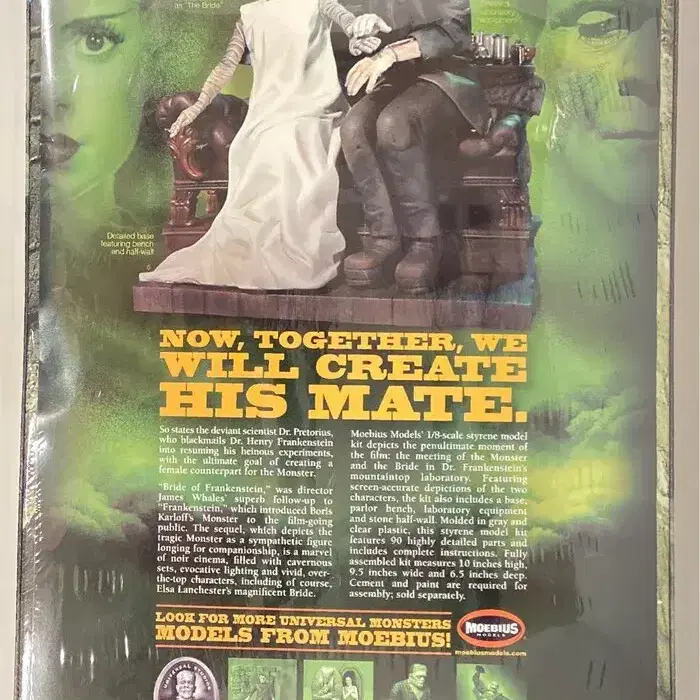 as "The Bride"
laboratory
equipment
Detailed base
featuring bench
and half-wall
NOW, TOGETHER, WE
WILL CREATE
HIS MATE.
So states the deviant scientist Dr. Pretorius,
who blackmails Dr. Henry Frankenstein
into resuming his heinous experiments,
with the ultimate goal of creating a
female counterpart for the Monster.
"Bride of Frankenstein," was director
James Whales' superb follow-up to
"Frankenstein," which introduced Boris
Karloff's Monster to the film-going
public. The sequel, which depicts the
tragic Monster as a sympathetic figure
longing for companionship, is a marvel
of noir cinema, filled with cavernous
sets, evocative lighting and vivid, over-
the-top characters, including of course,
Elsa Lanchester's magnificent Bride.
Moebius Models' 1/8-scale styrene model
kit depicts the penultimate moment of
the film: the meeting of the Monster
and the Bride in Dr. Frankenstein's
mountaintop laboratory. Featuring
screen-accurate depictions of the two
characters, the kit also includes a base,
parlor bench, laboratory equipment
and stone half-wall. Molded in gray and
clear plastic, this styrene model kit
features 90 highly detailed parts and
includes complete instructions. Fully
assembled kit measures 10 inches high,
9.5 inches wide and 6.5 inches deep.
Cement and paint are required for
assembly; sold separately.
LOOK FOR MORE UNIVERSAL MONSTERS
MODELS FROM MOEBIUS!
MOEBIUS
MODELS
moebiusmodels.com
UNIVERSAL STUDIOS